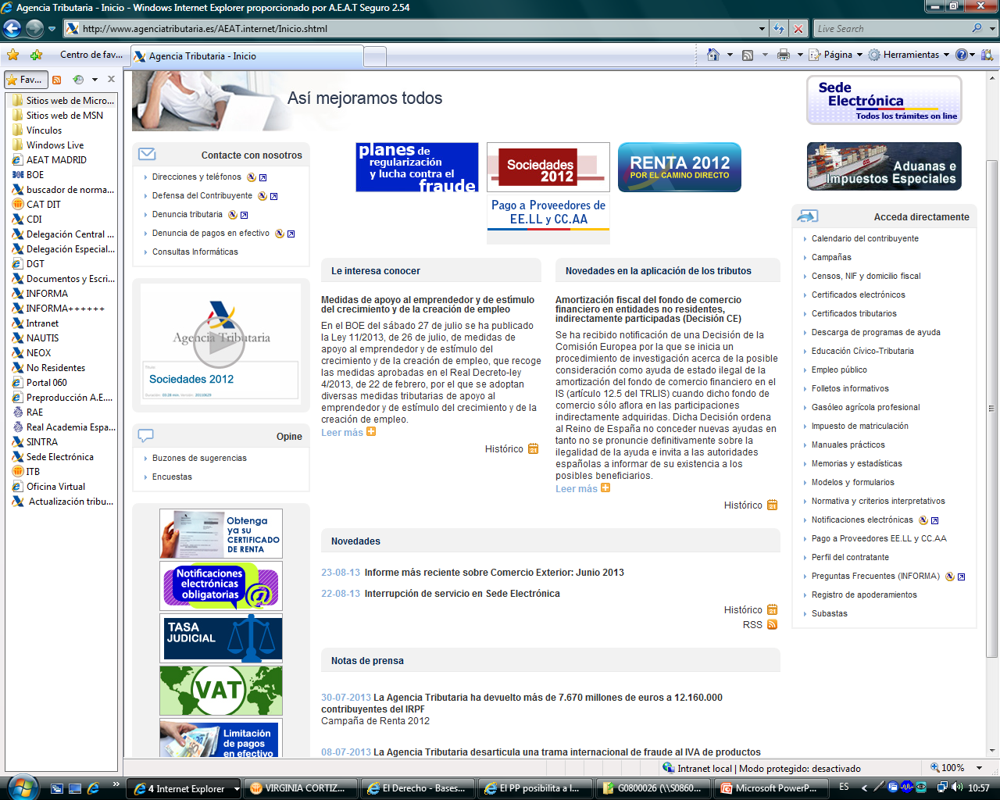 Agencia Tributaria - Inicio - Windows Internet Explorer proporcionado por A.E.A.T Seguro 2.54
http://www.agenciatributaria.es/AEAT.internet/Inicio.shtml
Live Search
Centro de fav...
Agencia Tributaria - Inicio
Página
Herramientas
Fav...
Sitios web de Micro...
Sitios web de MSN
Vínculos
Windows Live
AEAT MADRID
BOE
buscador de norma...
CAT DIT
CDI
Delegación Central ...
Delegación Especial...
DGT
Documentos y Escri...
INFORMA
INFORMA++++++
Intranet
NAUTIS
NEOX
No Residentes
Portal 060
Preproducción A.E....
RAE
Real Academia Espa...
SINTRA
Sede Electrónica
ITB
Oficina Virtual
Actualización tribu...
Así mejoramos todos
Contacte con nosotros
Direcciones y teléfonos
Defensa del Contribuyente
Denuncia tributaria
Denuncia de pagos en efectivo
Consultas Informáticas
Agencia Tributaria
Sociedades 2012
Opine
Buzones de sugerencias
Encuestas
Obtenga
ya su
CERTIFICADO
DE RENTA
Notificaciones
electrónicas
obligatorias
@
TASA
JUDICIAL
VAT
Limitación
de pagos
en efectivo
planes de
regularización
y lucha contra el
fraude
Sociedades
2012
RENTA 2012
POR EL CAMINO DIRECTO
Pago a Proveedores de
EE.LL y CC.AA
Le interesa conocer
Medidas de apoyo al emprendedor y de estímulo
del crecimiento y de la creación de empleo
En el BOE del sábado 27 de julio se ha publicado
la Ley 11/2013, de 26 de julio, de medidas de
apoyo al emprendedor y de estímulo del
crecimiento y de la creación de empleo, que recoge
las medidas aprobadas en el Real Decreto-ley
4/2013, de 22 de febrero, por el que se adoptan
diversas medidas tributarias de apoyo al
emprendedor y de estímulo del crecimiento y de la
creación de empleo.
Leer más
Histórico
Novedades en la aplicación de los tributos
Amortización fiscal del fondo de comercio
financiero en entidades no residentes,
indirectamente participadas (Decisión CE)
Se ha recibido notificación de una Decisión de la
Comisión Europea por la que se inicia un
procedimiento de investigación acerca de la posible
consideración como ayuda de estado ilegal de la
amortización del fondo de comercio financiero en el
IS (artículo 12.5 del TRLIS) cuando dicho fondo de
comercio sólo aflora en las participaciones
indirectamente adquiridas. Dicha Decisión ordena
al Reino de España no conceder nuevas ayudas en
tanto no se pronuncie definitivamente sobre la
ilegalidad de la ayuda e invita a las autoridades
españolas a informar de su existencia a los
posibles beneficiarios.
Leer más
Histórico
Novedades
23-08-13 Informe más reciente sobre Comercio Exterior: Junio 2013
22-08-13 Interrupción de servicio en Sede Electrónica
Histórico
RSS
Notas de prensa
30-07-2013 La Agencia Tributaria ha devuelto más de 7.670 millones de euros a 12.160.000
contribuyentes del IRPF
Campaña de Renta 2012
08-07-2013 La Agencia Tributaria desarticula una trama internacional de fraude al IVA de productos
Sede
Electrónica
Todos los trámites on line
Aduanas e
Impuestos Especiales
Acceda directamente
Calendario del contribuyente
Campañas
Censos, NIF y domicilio fiscal
Certificados electrónicos
Certificados tributarios
Descarga de programas de ayuda
Educación Cívico-Tributaria
Empleo público
Folletos informativos
Gasóleo agrícola profesional
Impuesto de matriculación
Manuales prácticos
Memorias y estadísticas
Modelos y formularios
Normativa y criterios interpretativos
Notificaciones electrónicas
Pago a Proveedores EE.LL y CC.AA
Perfil del contratante
Preguntas Frecuentes (INFORMA)
Registro de apoderamientos
Subastas
Intranet local | Modo protegido: desactivado
100%
4 Internet Explorer
VIRGINIA CORTIZ...
El Derecho - Bases...
El PP posibilita a l...
G0800026 (\\S0860...
Microsoft PowerP...
ES
10:57